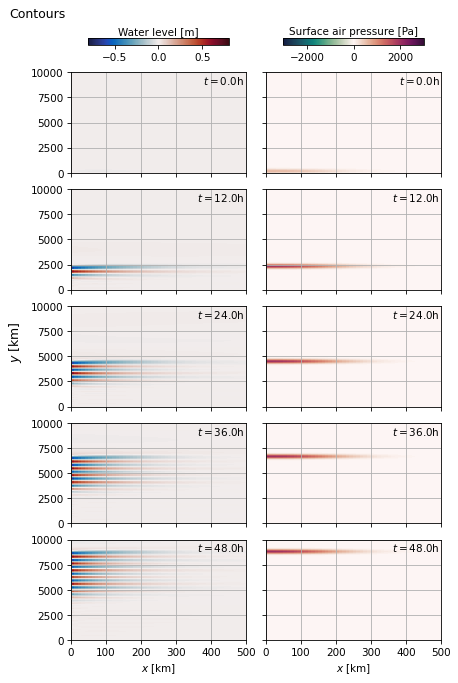 Contours
Water level [m]
Surface air pressure [Pa]
−0.5 0.0 0.5
−2000 0 2000
10000
7500
5000
2500
0
t = 0.0h
t = 0.0h
10000
7500
5000
2500
0
t = 12.0h
t = 12.0h
10000
7500
5000
2500
0
t = 24.0h
t = 24.0h
y [km]
10000
7500
5000
2500
0
t = 36.0h
t = 36.0h
10000
7500
5000
2500
0
t = 48.0h
t = 48.0h
0 100 200 300 400 500
0 100 200 300 400 500
x [km]
x [km]